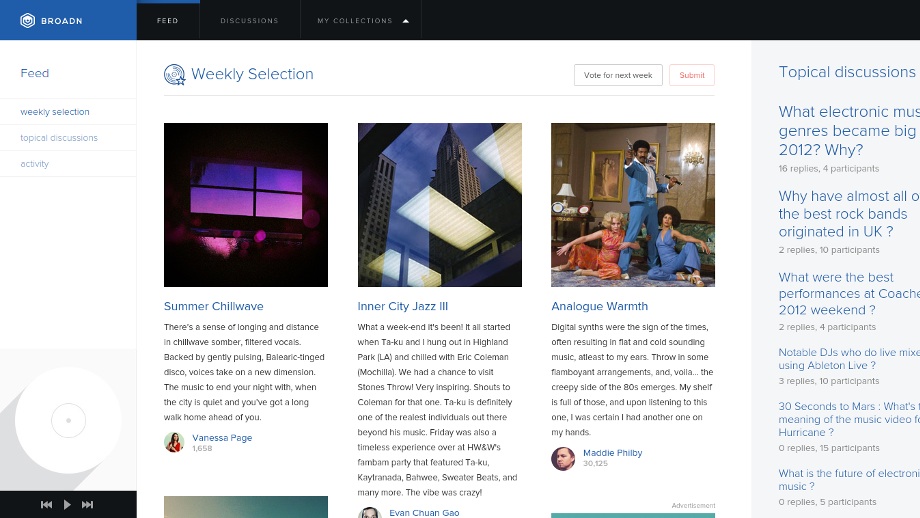 BROADN
FEED
DISCUSSIONS
MY COLLECTIONS
Feed
weekly selection
topical discussions
activity
Weekly Selection
Vote for next week
Submit
Summer Chillwave
There's a sense of longing and distance
in chillwave somber, filtered vocals.
Backed by gently pulsing, Balearic-tinged
disco, voices take on a new dimension.
The music to end your night with, when
the city is quiet and you've got a long
walk home ahead of you.
Vanessa Page
1,658
Inner City Jazz III
What a week-end it's been! It all started
when Ta-ku and I hung out in Highland
Park (LA) and chilled with Eric Coleman
(Mochilla). We had a chance to visit
Stones Throw! Very inspiring. Shouts to
Coleman for that one. Ta-ku is definitely
one of the realest individuals out there
beyond his music. Friday was also a
timeless experience over at HW&W's
fambam party that featured Ta-ku,
Kaytranada, Bahwee, Sweater Beats, and
many more. The vibe was crazy!
Evan Chuan Gao
Analogue Warmth
Digital synths were the sign of the times,
often resulting in flat and cold sounding
music, atleast to my ears. Throw in some
flamboyant arrangements, and, voila... the
creepy side of the 80s emerges. My shelf
is full of those, and upon listening to this
one, I was certain I had another one on
my hands.
Maddie Philby
30,125
Advertisement
Topical discussions
What electronic mus
genres became big
2012? Why?
16 replies, 4 participants
Why have almost all o
the best rock bands
originated in UK ?
2 replies, 10 participants
What were the best
performances at Coache
2012 weekend ?
2 replies, 4 participants
Notable DJs who do live mixe
using Ableton Live ?
3 replies, 10 participants
30 Seconds to Mars : What's t
meaning of the music video fo
Hurricane ?
0 replies, 15 participants
What is the future of electroni
music ?
0 replies, 5 participants